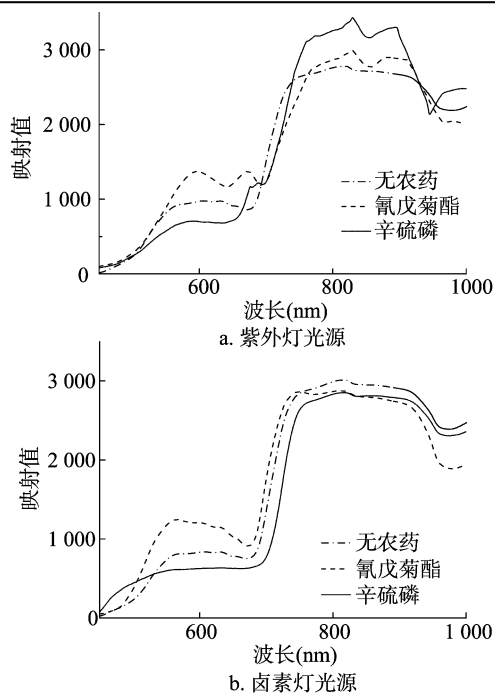 3 000
2 000
1 000
0
映射值
无农药
氰戊菊酯
辛硫磷
600
800
1000
波长(nm)
a. 紫外灯光源
3 000
2 000
1 000
0
映射值
无农药
氰戊菊酯
辛硫磷
600
800
1 000
波长(nm)
b. 卤素灯光源